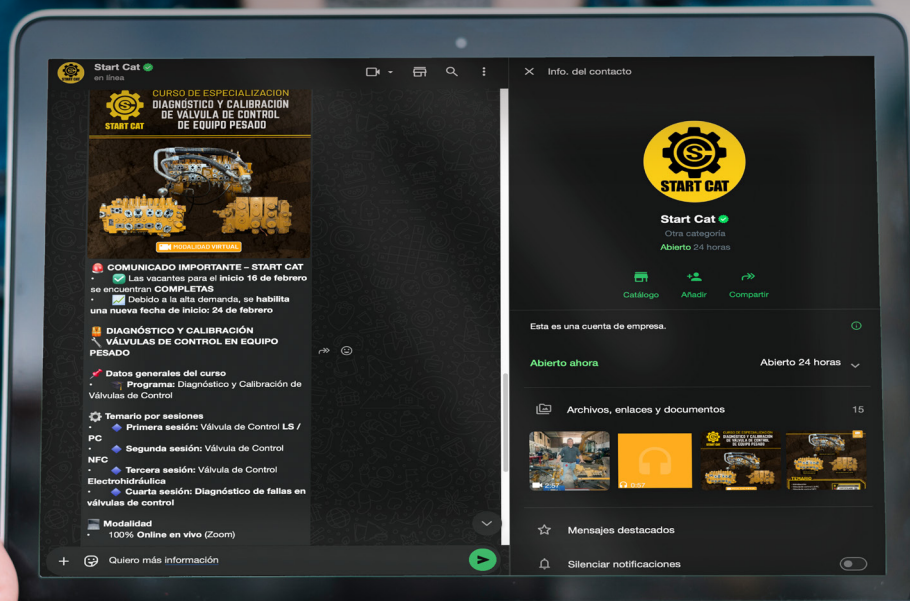 Start Cat
en línea
CURSO DE ESPECIALIZACIÓN
DIAGNÓSTICO Y CALIBRACIÓN
DE VALVULA DE CONTROL
DE EQUIPO PESADO
START CAT
MODALIDAD VIRTUAL
COMUNICADO IMPORTANTE – START CAT
• Las vacantes para el inicio 16 de febrero
se encuentran COMPLETAS
• Debido a la alta demanda, se habilita
una nueva fecha de inicio: 24 de febrero
DIAGNÓSTICO Y CALIBRACIÓN
VÁLVULAS DE CONTROL EN EQUIPO
PESADO
Datos generales del curso
• Programa: Diagnóstico y Calibración de
Válvulas de Control
Temario por sesiones
• Primera sesión: Válvula de Control LS /
PC
• Segunda sesión: Válvula de Control
NFC
• Tercera sesión: Válvula de Control
Electrohidráulica
• Cuarta sesión: Diagnóstico de fallas en
válvulas de control
Modalidad
• 100% Online en vivo (Zoom)
Quiero más información
Info. del contacto
START CAT
Start Cat
Otra categoría
Abierto 24 horas
Catálogo
Añadir
Compartir
Esta es una cuenta de empresa.
Abierto ahora
Abierto 24 horas
Archivos, enlaces y documentos
15
2:57
0:57
TEMARIO
Mensajes destacados
Silenciar notificaciones